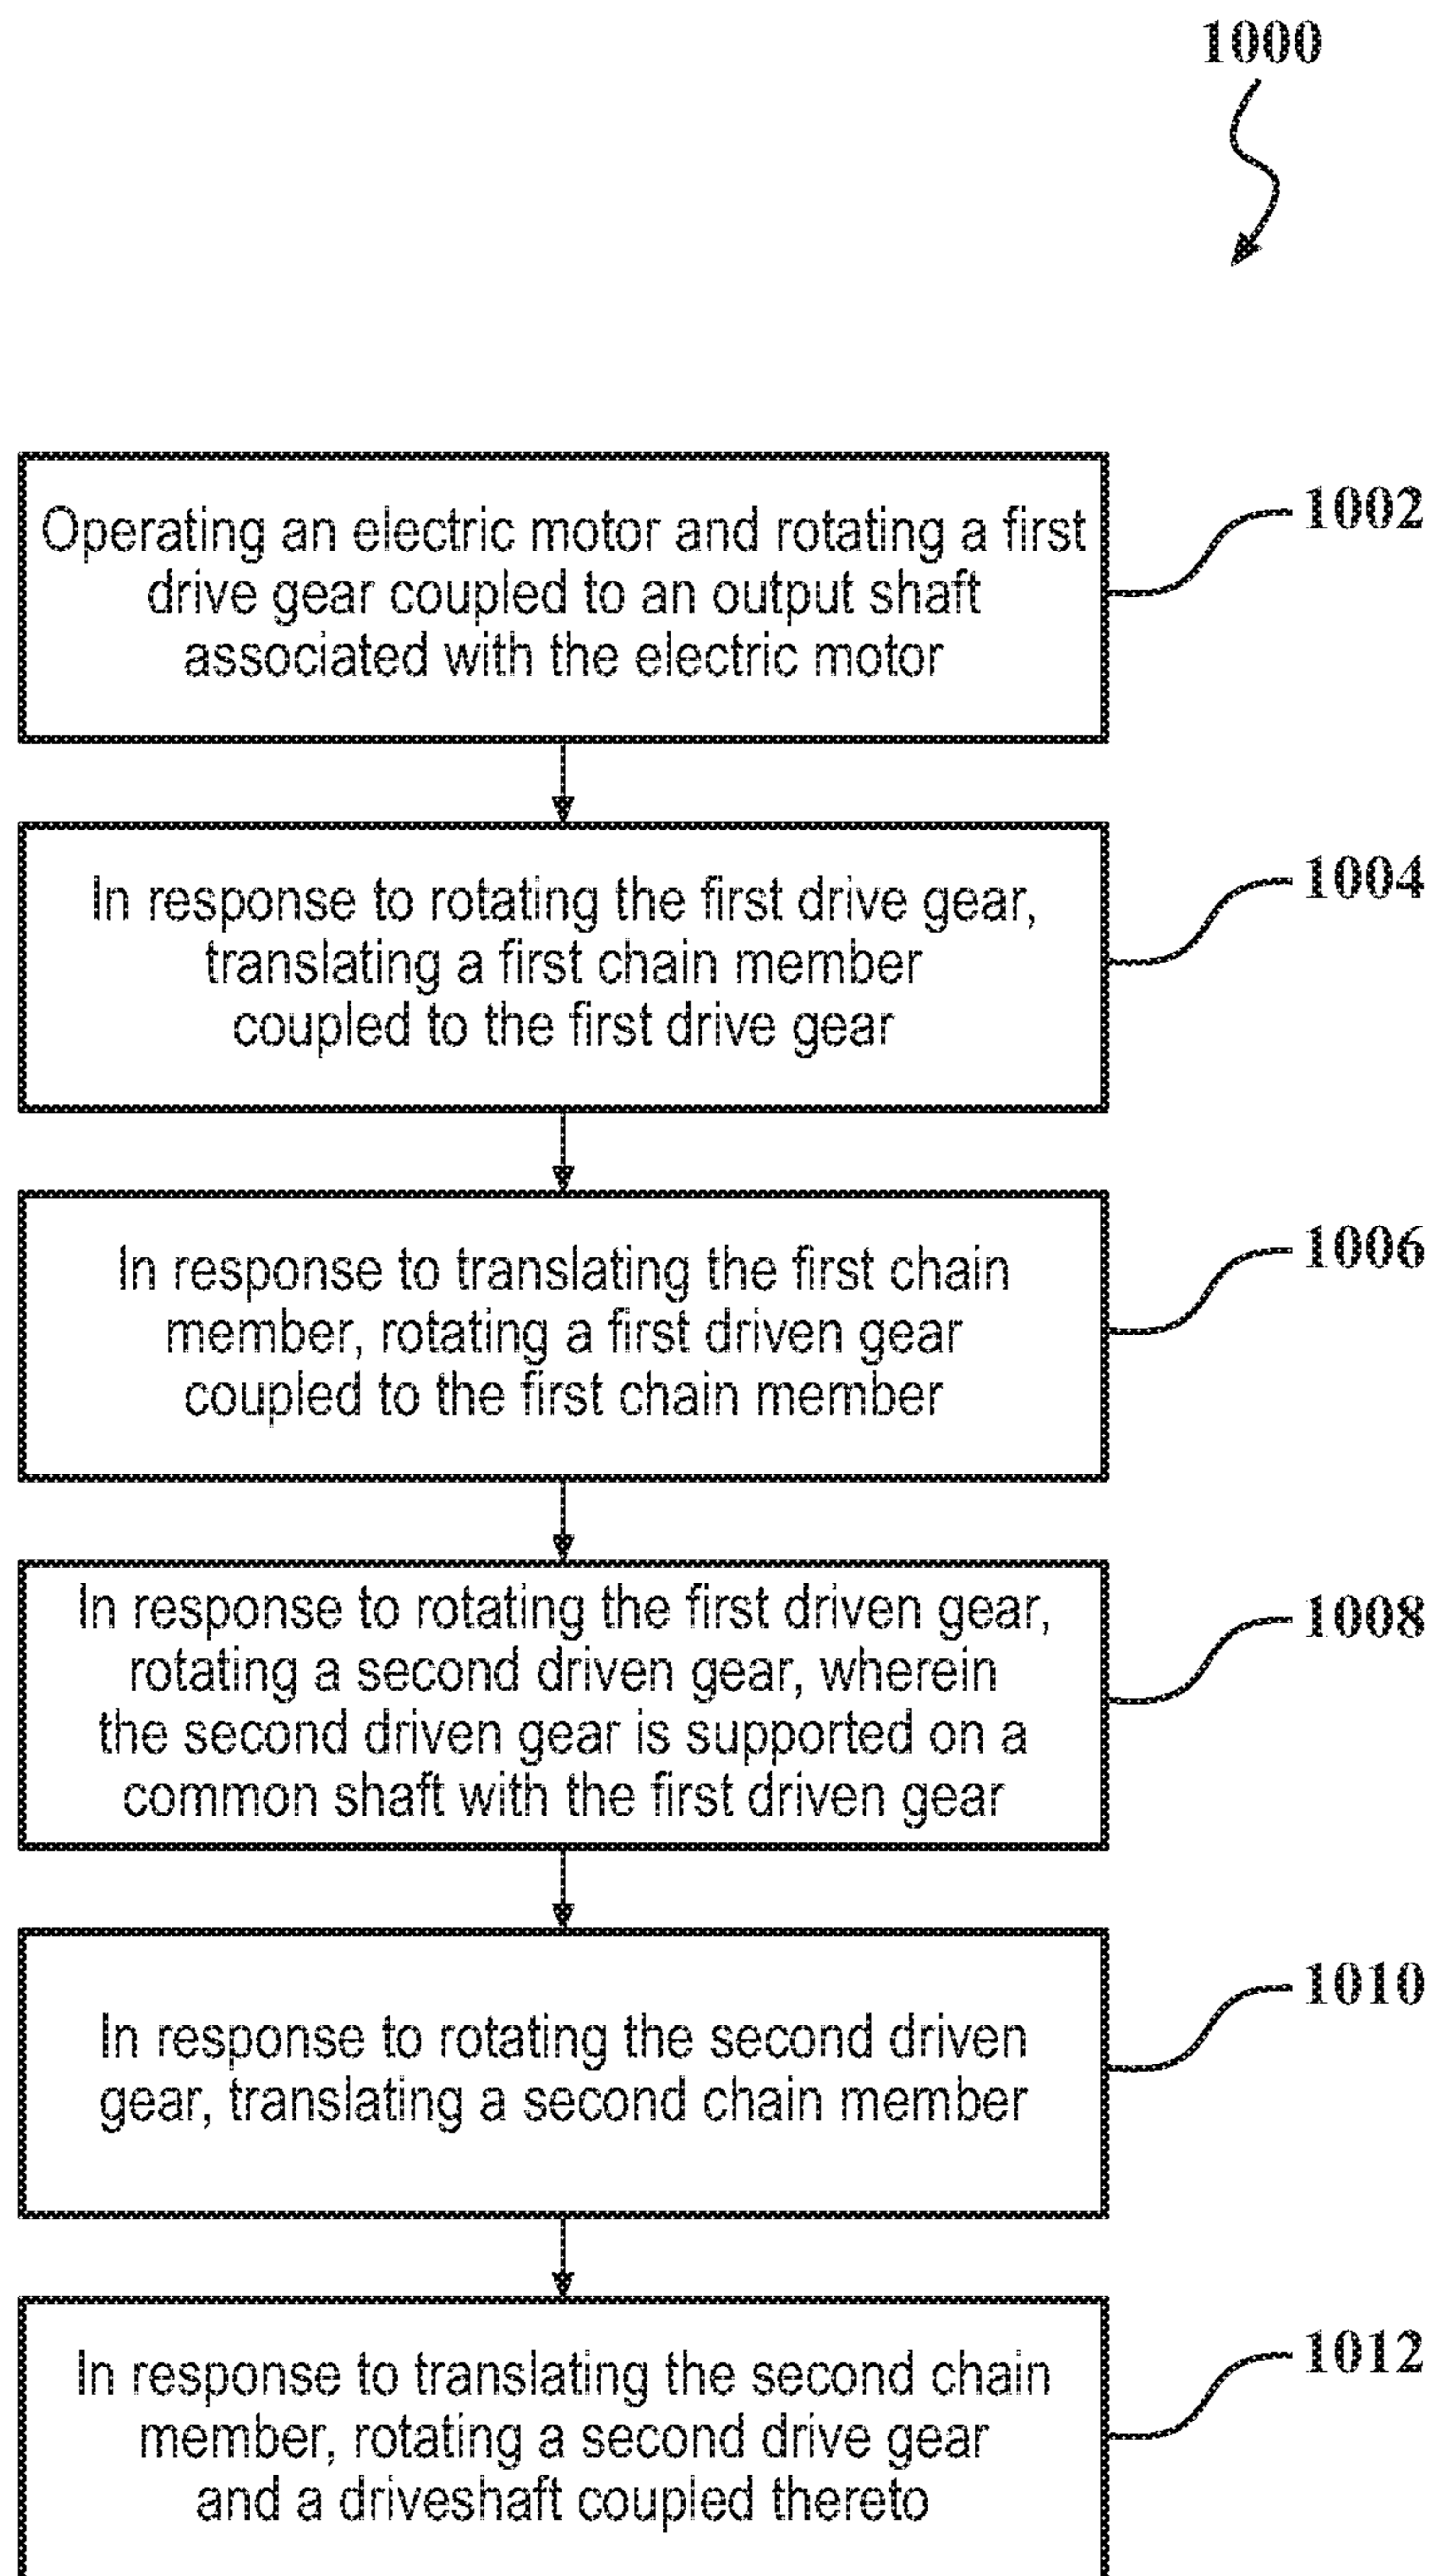 1000
Operating an electric motor and rotating a first
drive gear coupled to an output shaft
associated with the electric motor
1002
In response to rotating the first drive gear,
translating a first chain member
coupled to the first drive gear
1004
In response to translating the first chain
member, rotating a first driven gear
coupled to the first chain member
1006
In response to rotating the first driven gear,
rotating a second driven gear, wherein
the second driven gear is supported on a
common shaft with the first driven gear
1008
In response to rotating the second driven
gear, translating a second chain member
1010
In response to translating the second chain
member, rotating a second drive gear
and a driveshaft coupled thereto
1012